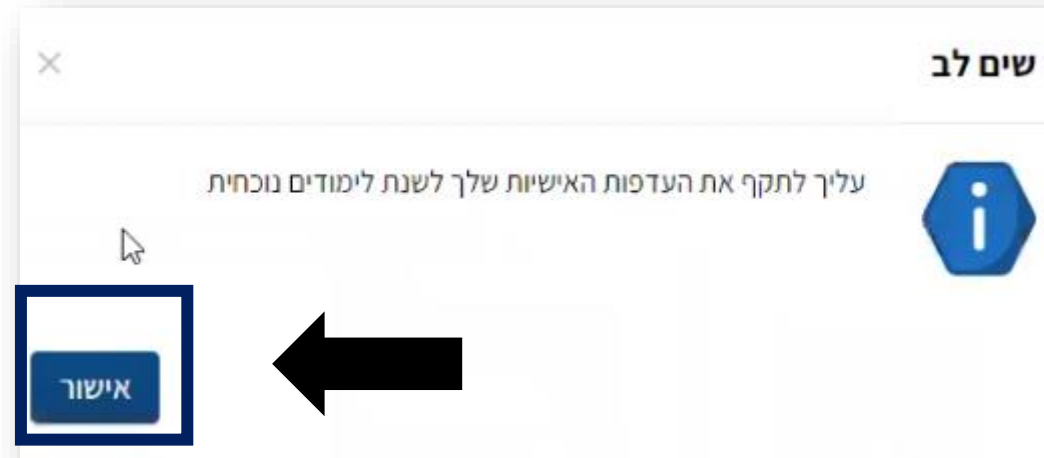 שים לב
עליך לתקף את העדפות האישיות שלך לשנת לימודים נוכחית
אישור